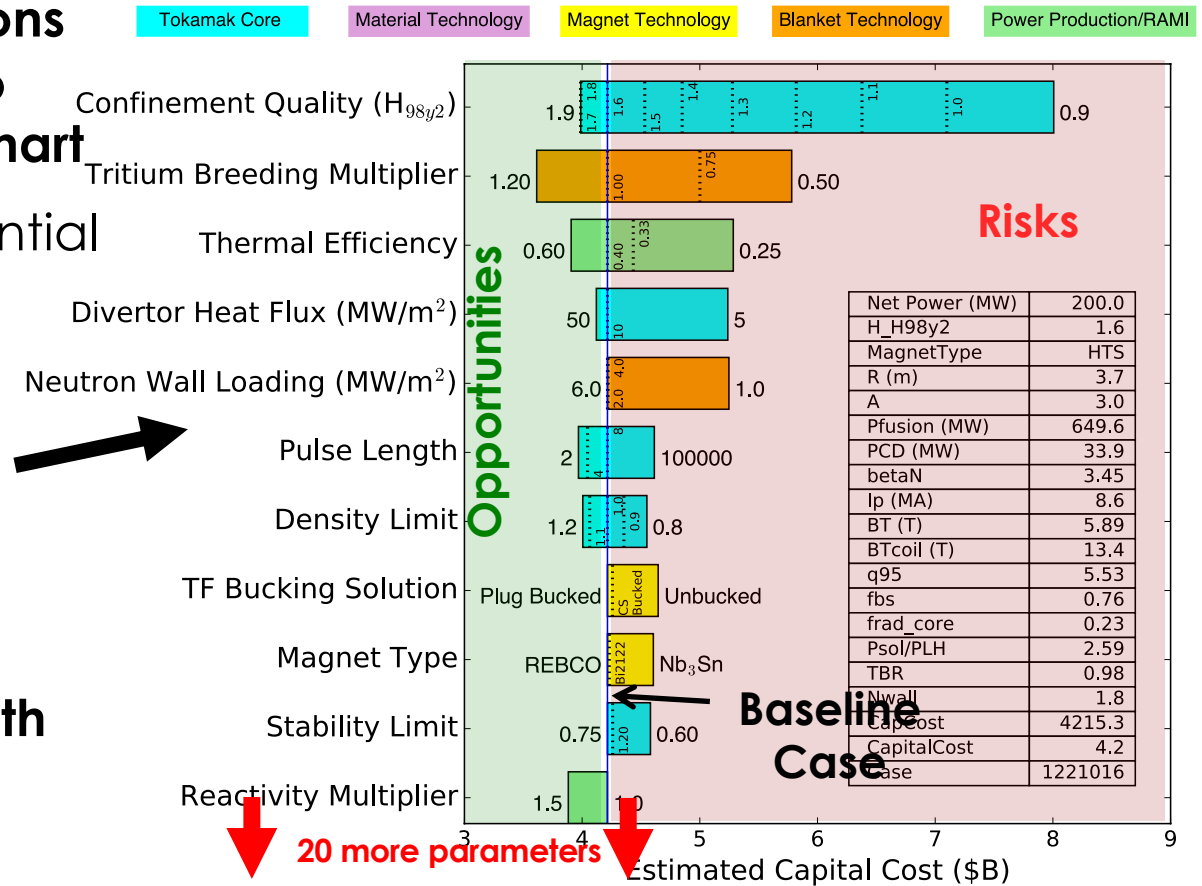 ons
Tokamak Core Material Technology Magnet Technology Blanket Technology Power Production/RAMI
hart
ntial
th
Confinement Quality (H98y2) 1.9 1.7 1.8 1.6 1.5 1.4 1.3 1.2 1.1 1.0 0.9
Tritium Breeding Multiplier 1.20 1.00 0.75 0.50
Thermal Efficiency 0.60 0.40 0.33 0.25
Divertor Heat Flux (MW/m²) 50 10 5
Neutron Wall Loading (MW/m²) 6.0 2.0 4.0 1.0
Pulse Length 2 4 8 100000
Density Limit 1.2 1.1 1.0 0.9 0.8
TF Bucking Solution Plug Bucked CS Bucked Unbucked
Magnet Type REBCO Bi2122 Nb₃Sn
Stability Limit 0.75 1.20 0.60
Reactivity Multiplier 1.5 1.0
Opportunities
Risks
Net Power (MW) 200.0
H_H98y2 1.6
MagnetType HTS
R (m) 3.7
A 3.0
Pfusion (MW) 649.6
PCD (MW) 33.9
betaN 3.45
Ip (MA) 8.6
BT (T) 5.89
BTcoil (T) 13.4
q95 5.53
fbs 0.76
frad_core 0.23
Psol/PLH 2.59
TBR 0.98
Nwall 1.8
CapCost 4215.3
CapitalCost 4.2
Case 1221016
Baseline
Case
3 4 5 6 7 8 9
20 more parameters
Estimated Capital Cost ($B)